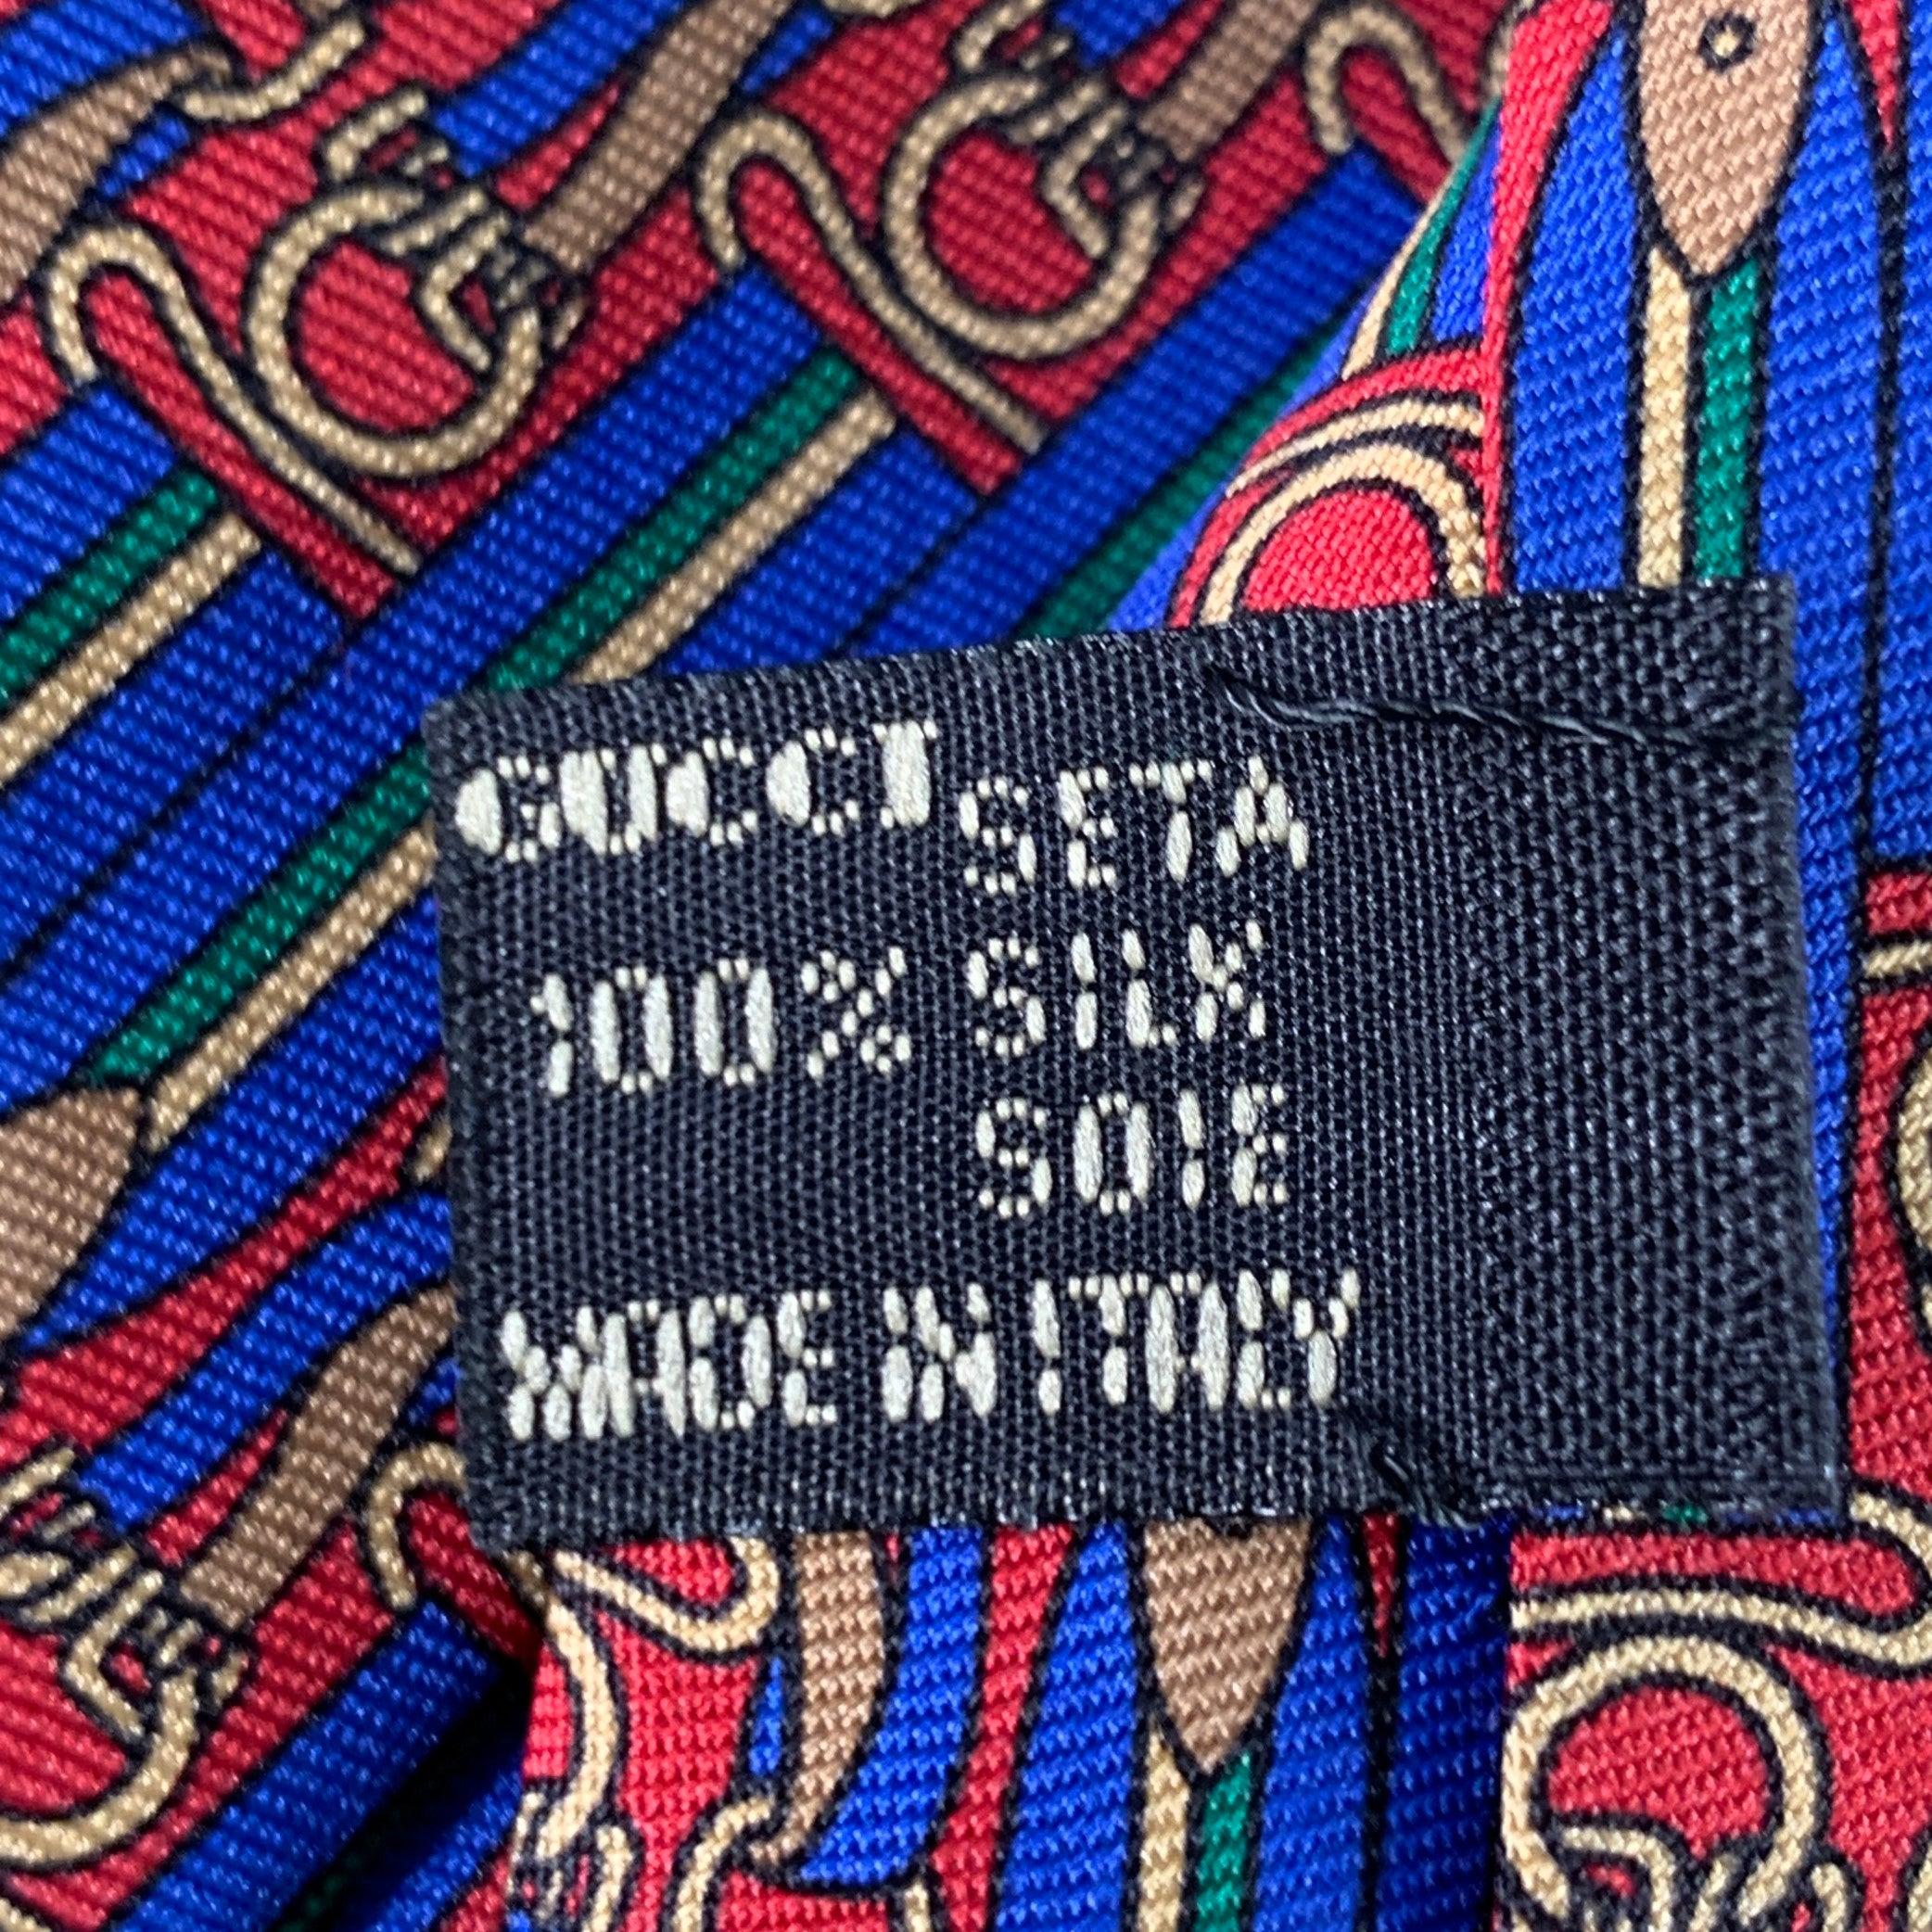 GUCCI SETA
100% SILK
SOIE
MADE IN ITALY